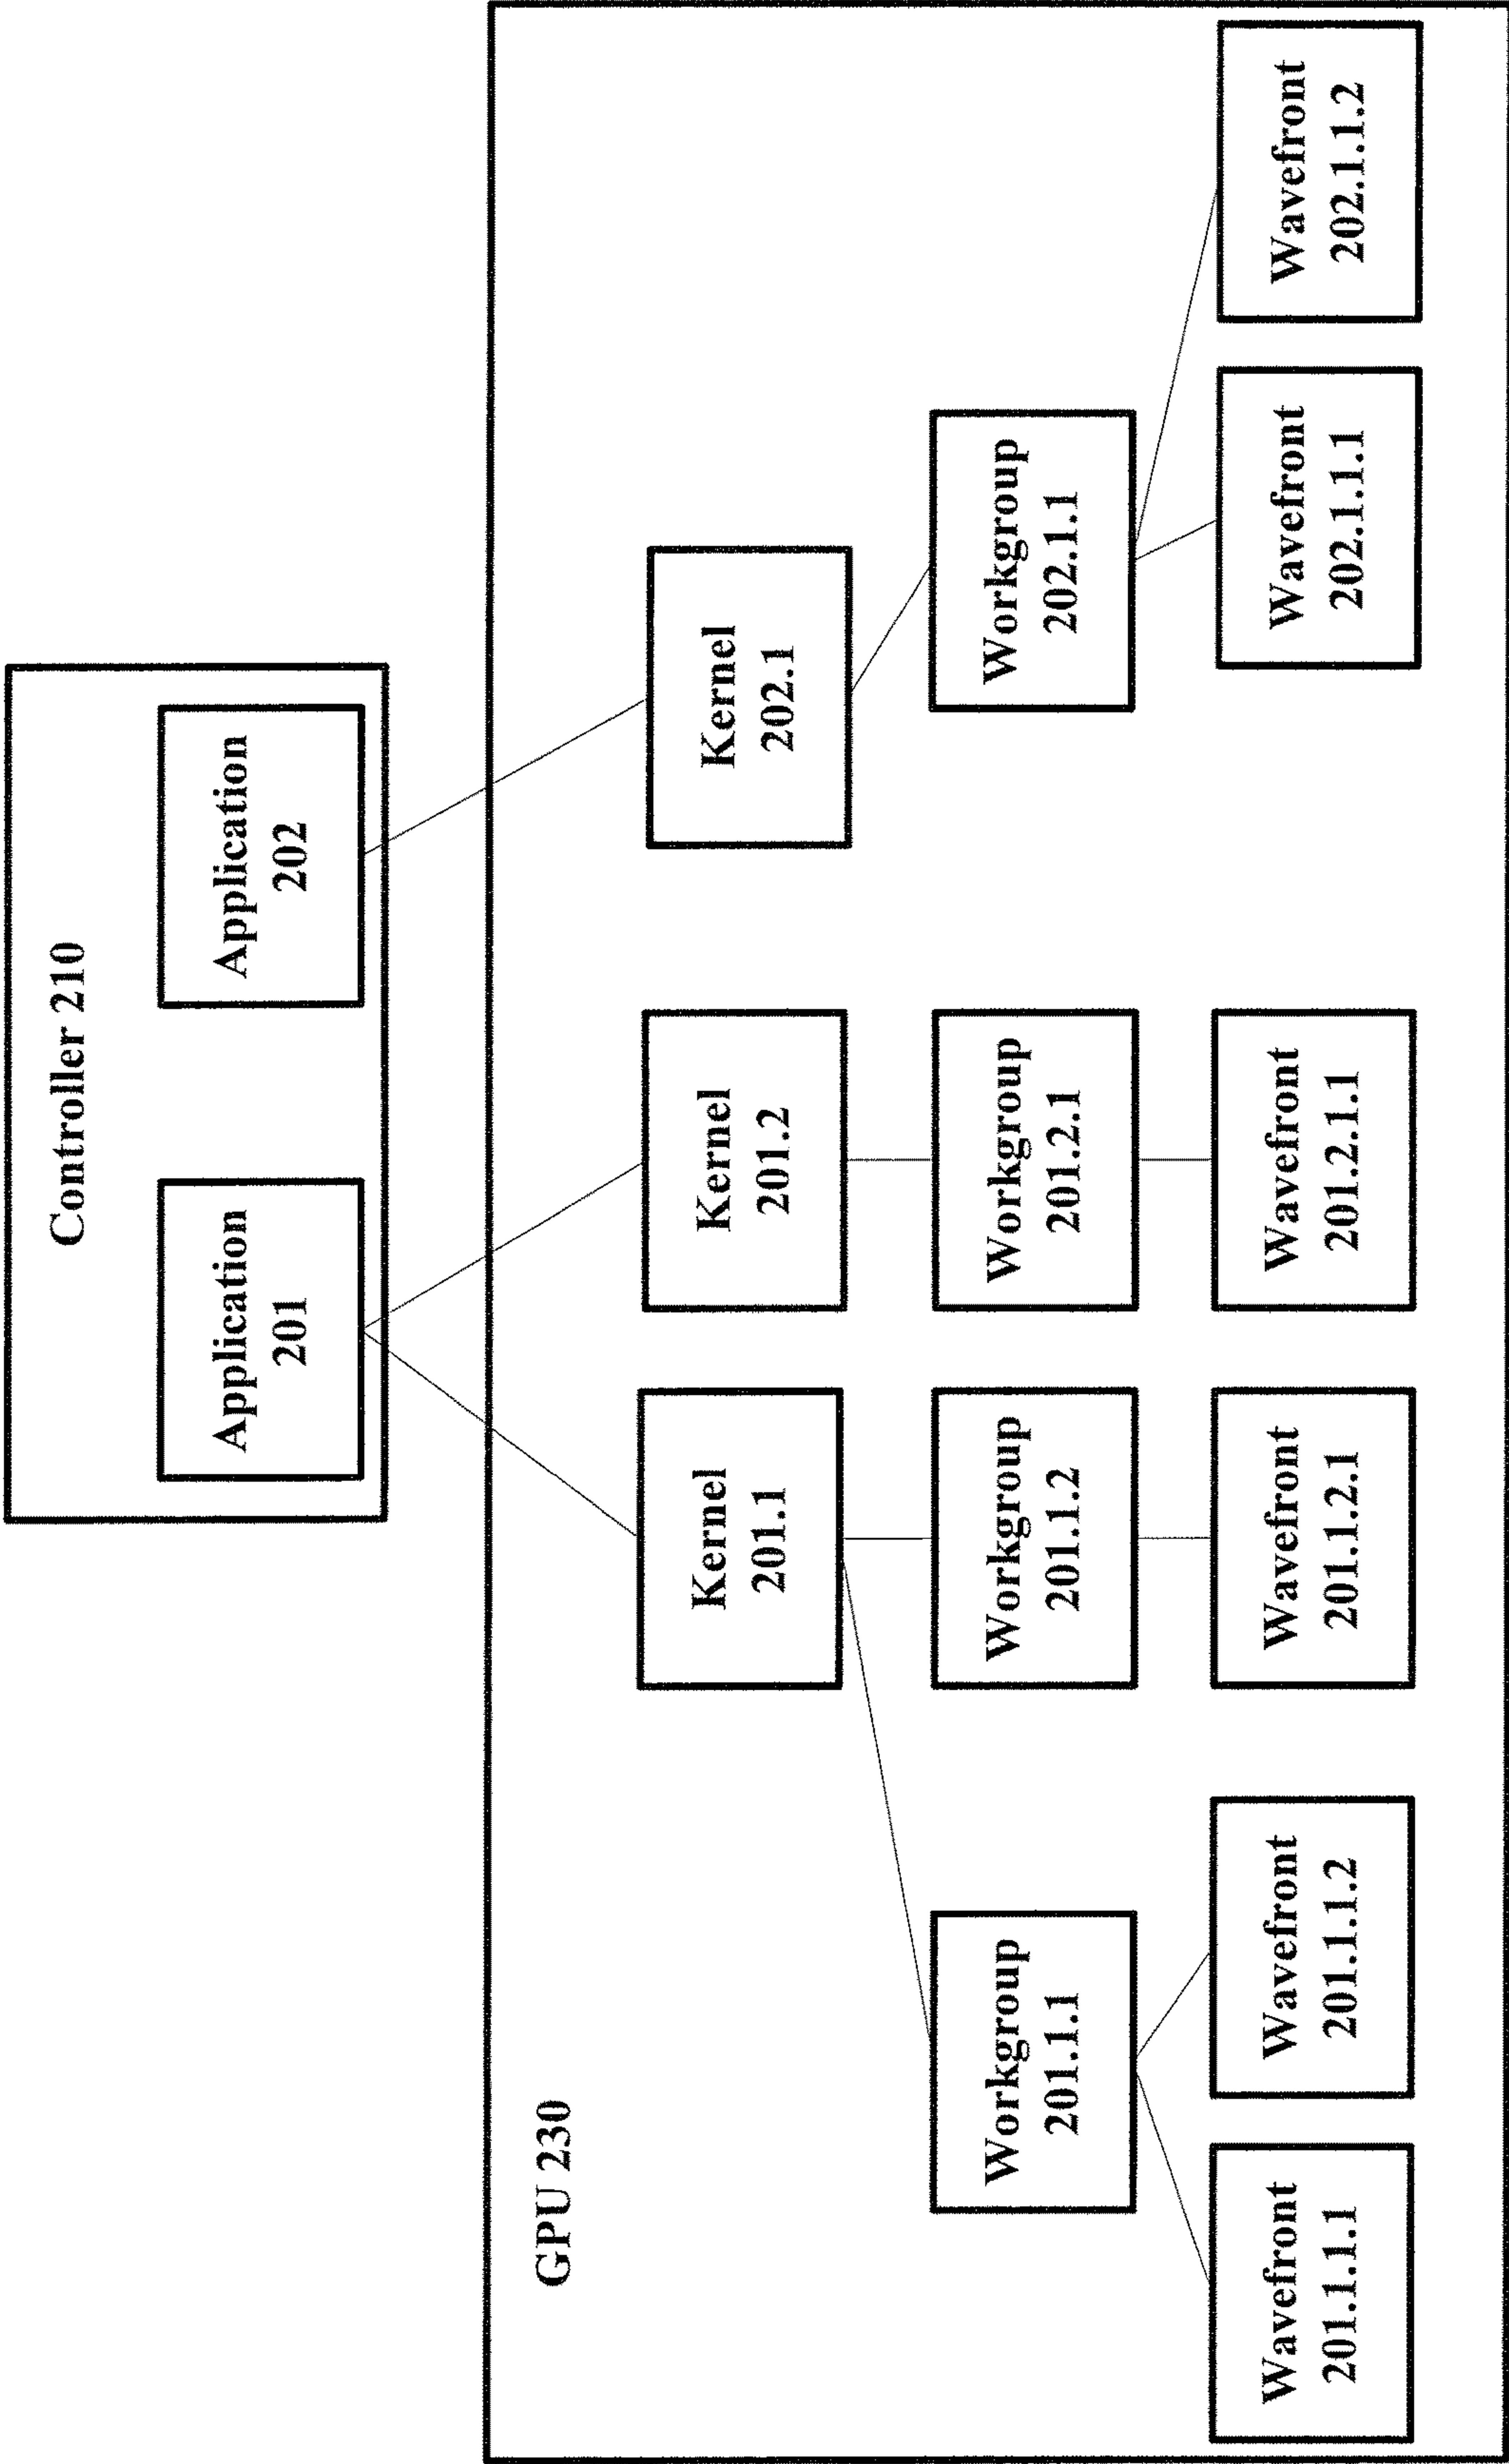 Controller 210
Application
201
Application
202
GPU 230
Kernel
201.1
Kernel
201.2
Kernel
202.1
Workgroup
201.1.1
Workgroup
201.1.2
Workgroup
201.2.1
Workgroup
202.1.1
Wavefront
201.1.1.1
Wavefront
201.1.1.2
Wavefront
201.1.2.1
Wavefront
201.2.1.1
Wavefront
202.1.1.1
Wavefront
202.1.1.2